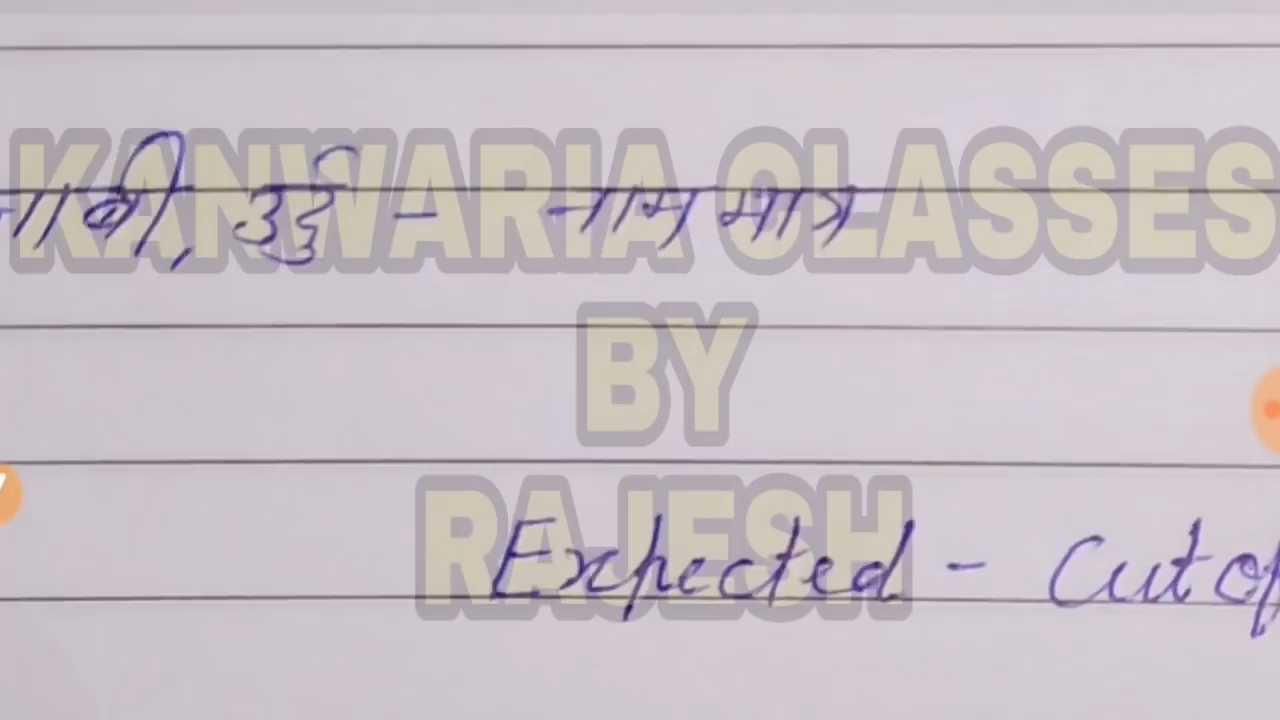 KANWARIA CLASSES
उर्दू - नाम मात्र
BY
RAJESH
Expected - Cutof